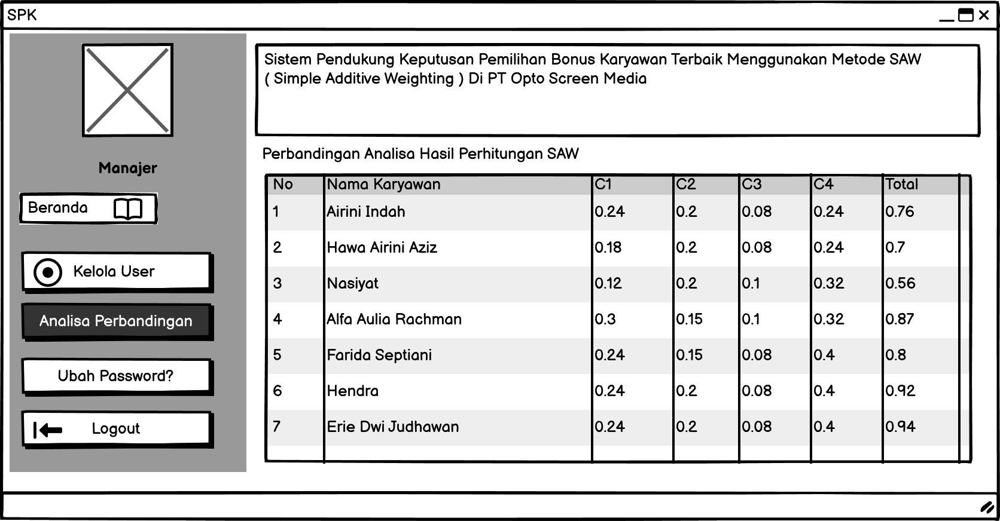 SPK
Manajer
Beranda
Kelola User
Analisa Perbandingan
Ubah Password?
Logout
Sistem Pendukung Keputusan Pemilihan Bonus Karyawan Terbaik Menggunakan Metode SAW
( Simple Additive Weighting ) Di PT Opto Screen Media
Perbandingan Analisa Hasil Perhitungan SAW
No Nama Karyawan C1 C2 C3 C4 Total
1 Airini Indah 0.24 0.2 0.08 0.24 0.76
2 Hawa Airini Aziz 0.18 0.2 0.08 0.24 0.7
3 Nasiyat 0.12 0.2 0.1 0.32 0.56
4 Alfa Aulia Rachman 0.3 0.15 0.1 0.32 0.87
5 Farida Septiani 0.24 0.15 0.08 0.4 0.8
6 Hendra 0.24 0.2 0.08 0.4 0.92
7 Erie Dwi Judhawan 0.24 0.2 0.08 0.4 0.94